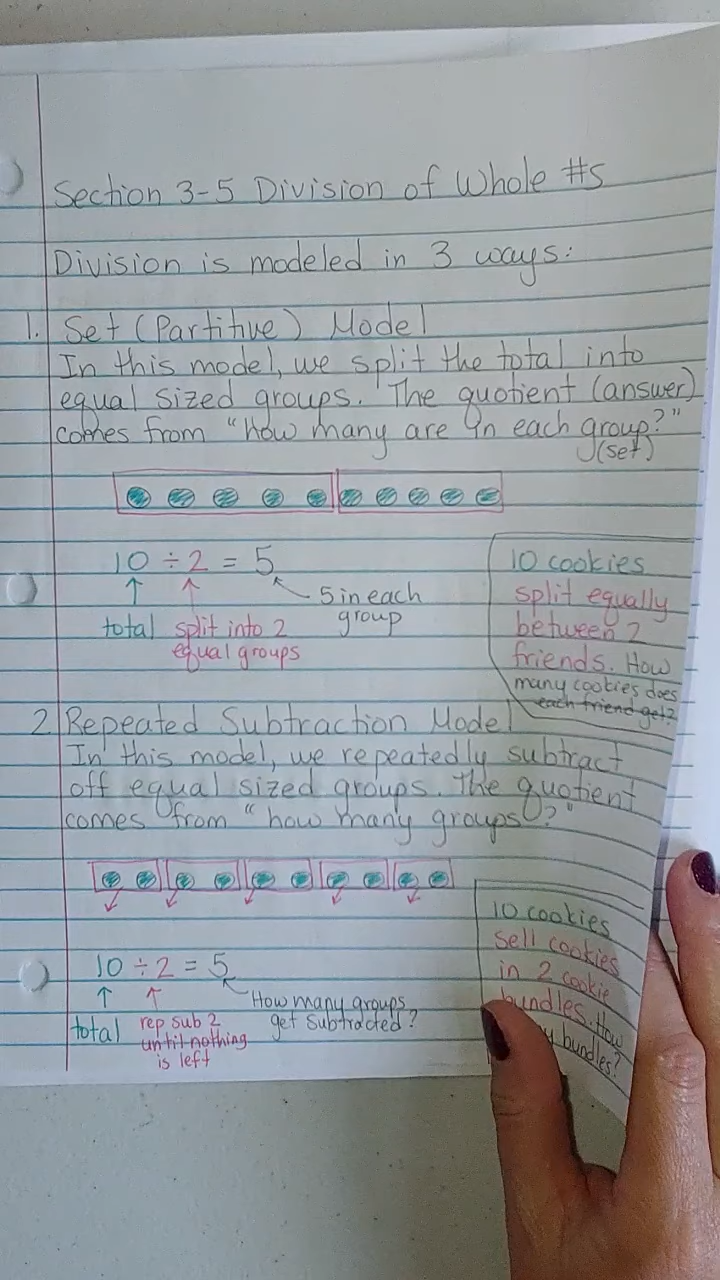 Section 3-5 Division of Whole #s
Division is modeled in 3 ways:
1. Set (Partitive) Model
In this model, we split the total into
equal sized groups. The quotient (answer)
comes from "how many are in each group?"
(set)
10 ÷ 2 = 5
5 in each
group
total
split into 2
equal groups
10 cookies
split equally
between 2
friends. How
many cookies does
each friend get?
2. Repeated Subtraction Model
In this model, we repeatedly subtract
off equal sized groups. The quotient
comes from "how many groups?"
10 ÷ 2 = 5
How many groups
get subtracted?
total
rep sub 2
until nothing
is left
10 cookies
sell cookies
in 2 cookie
bundles. How
bundles?